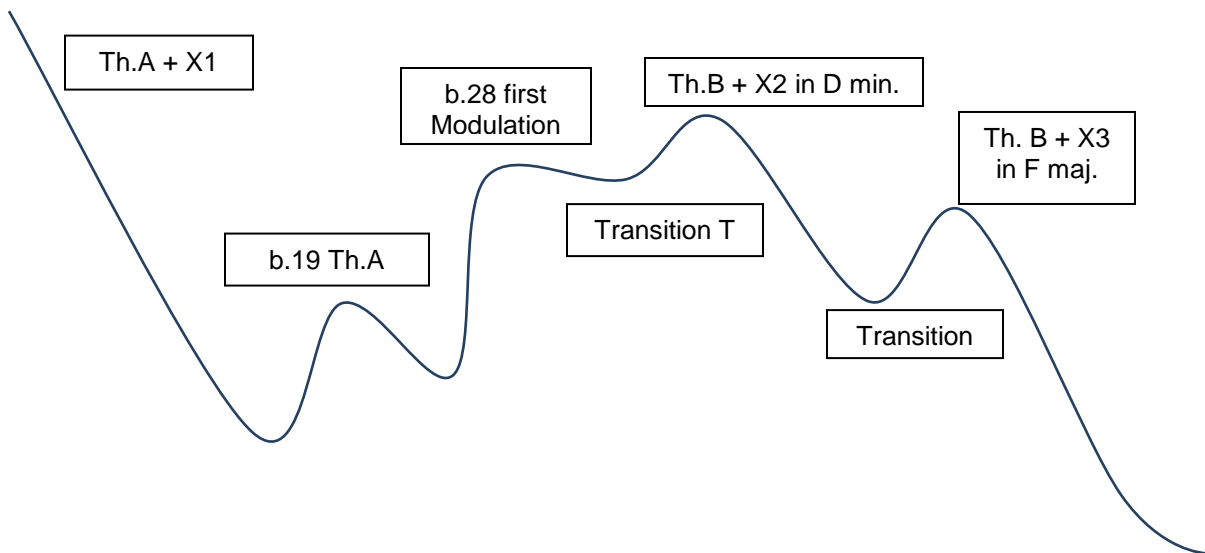 Th.A + X1
b.19 Th.A
b.28 first
Modulation
Transition T
Th.B + X2 in D min.
Transition
Th. B + X3
in F maj.